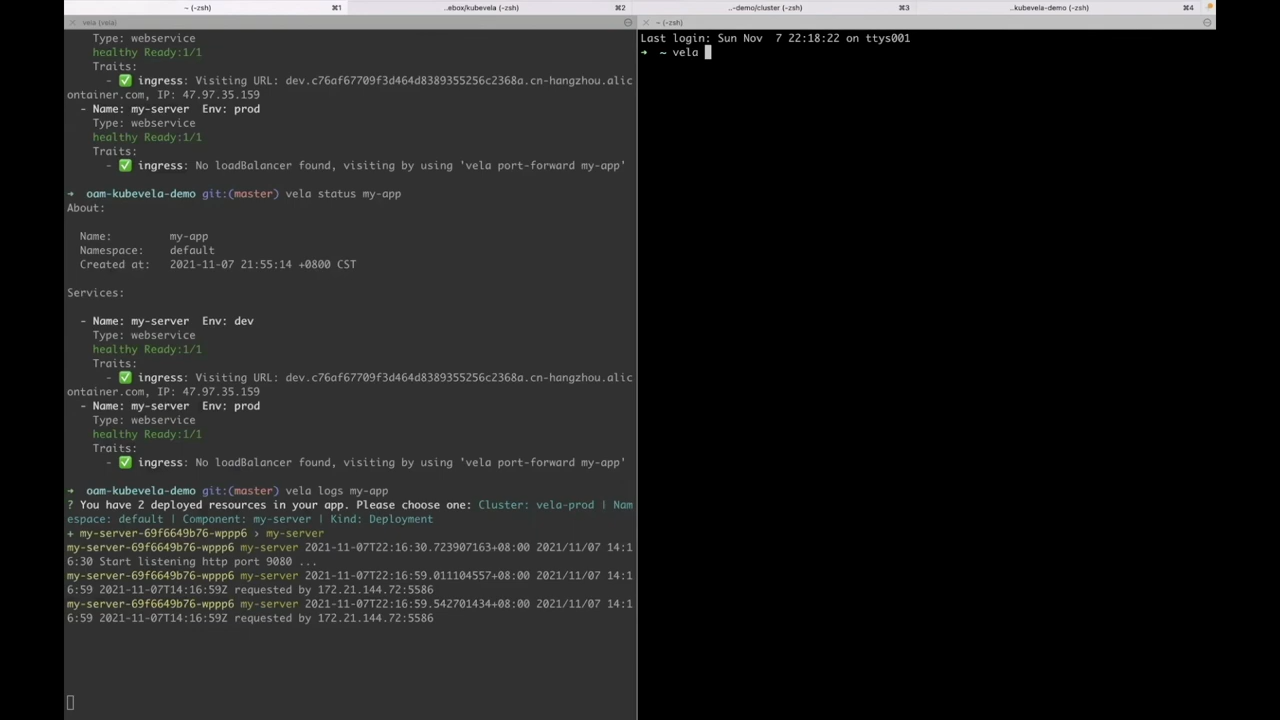 ~ (-zsh) ⌘1 ..ebox/kubevela (-zsh) ⌘2 ..-demo/cluster (-zsh) ⌘3 ..kubevela-demo (-zsh) ⌘4
vela (vela)
Type: webservice
healthy Ready:1/1
Traits:
- ✅ ingress: Visiting URL: dev.c76af67709f3d464d8389355256c2368a.cn-hangzhou.alic
ontainer.com, IP: 47.97.35.159
- Name: my-server  Env: prod
Type: webservice
healthy Ready:1/1
Traits:
- ✅ ingress: No loadBalancer found, visiting by using 'vela port-forward my-app'
➜  oam-kubevela-demo git:(master) vela status my-app
About:
Name:        my-app
Namespace:   default
Created at:  2021-11-07 21:55:14 +0800 CST
Services:
- Name: my-server  Env: dev
Type: webservice
healthy Ready:1/1
Traits:
- ✅ ingress: Visiting URL: dev.c76af67709f3d464d8389355256c2368a.cn-hangzhou.alic
ontainer.com, IP: 47.97.35.159
- Name: my-server  Env: prod
Type: webservice
healthy Ready:1/1
Traits:
- ✅ ingress: No loadBalancer found, visiting by using 'vela port-forward my-app'
➜  oam-kubevela-demo git:(master) vela logs my-app
? You have 2 deployed resources in your app. Please choose one: Cluster: vela-prod | Nam
espace: default | Component: my-server | Kind: Deployment
+ my-server-69f6649b76-wppp6 › my-server
my-server-69f6649b76-wppp6 my-server 2021-11-07T22:16:30.723907163+08:00 2021/11/07 14:1
6:30 Start listening http port 9080 ...
my-server-69f6649b76-wppp6 my-server 2021-11-07T22:16:59.011104557+08:00 2021/11/07 14:1
6:59 2021-11-07T14:16:59Z requested by 172.21.144.72:5586
my-server-69f6649b76-wppp6 my-server 2021-11-07T22:16:59.542701434+08:00 2021/11/07 14:1
6:59 2021-11-07T14:16:59Z requested by 172.21.144.72:5586
~ (-zsh)
Last login: Sun Nov  7 22:18:22 on ttys001
➜  ~ vela